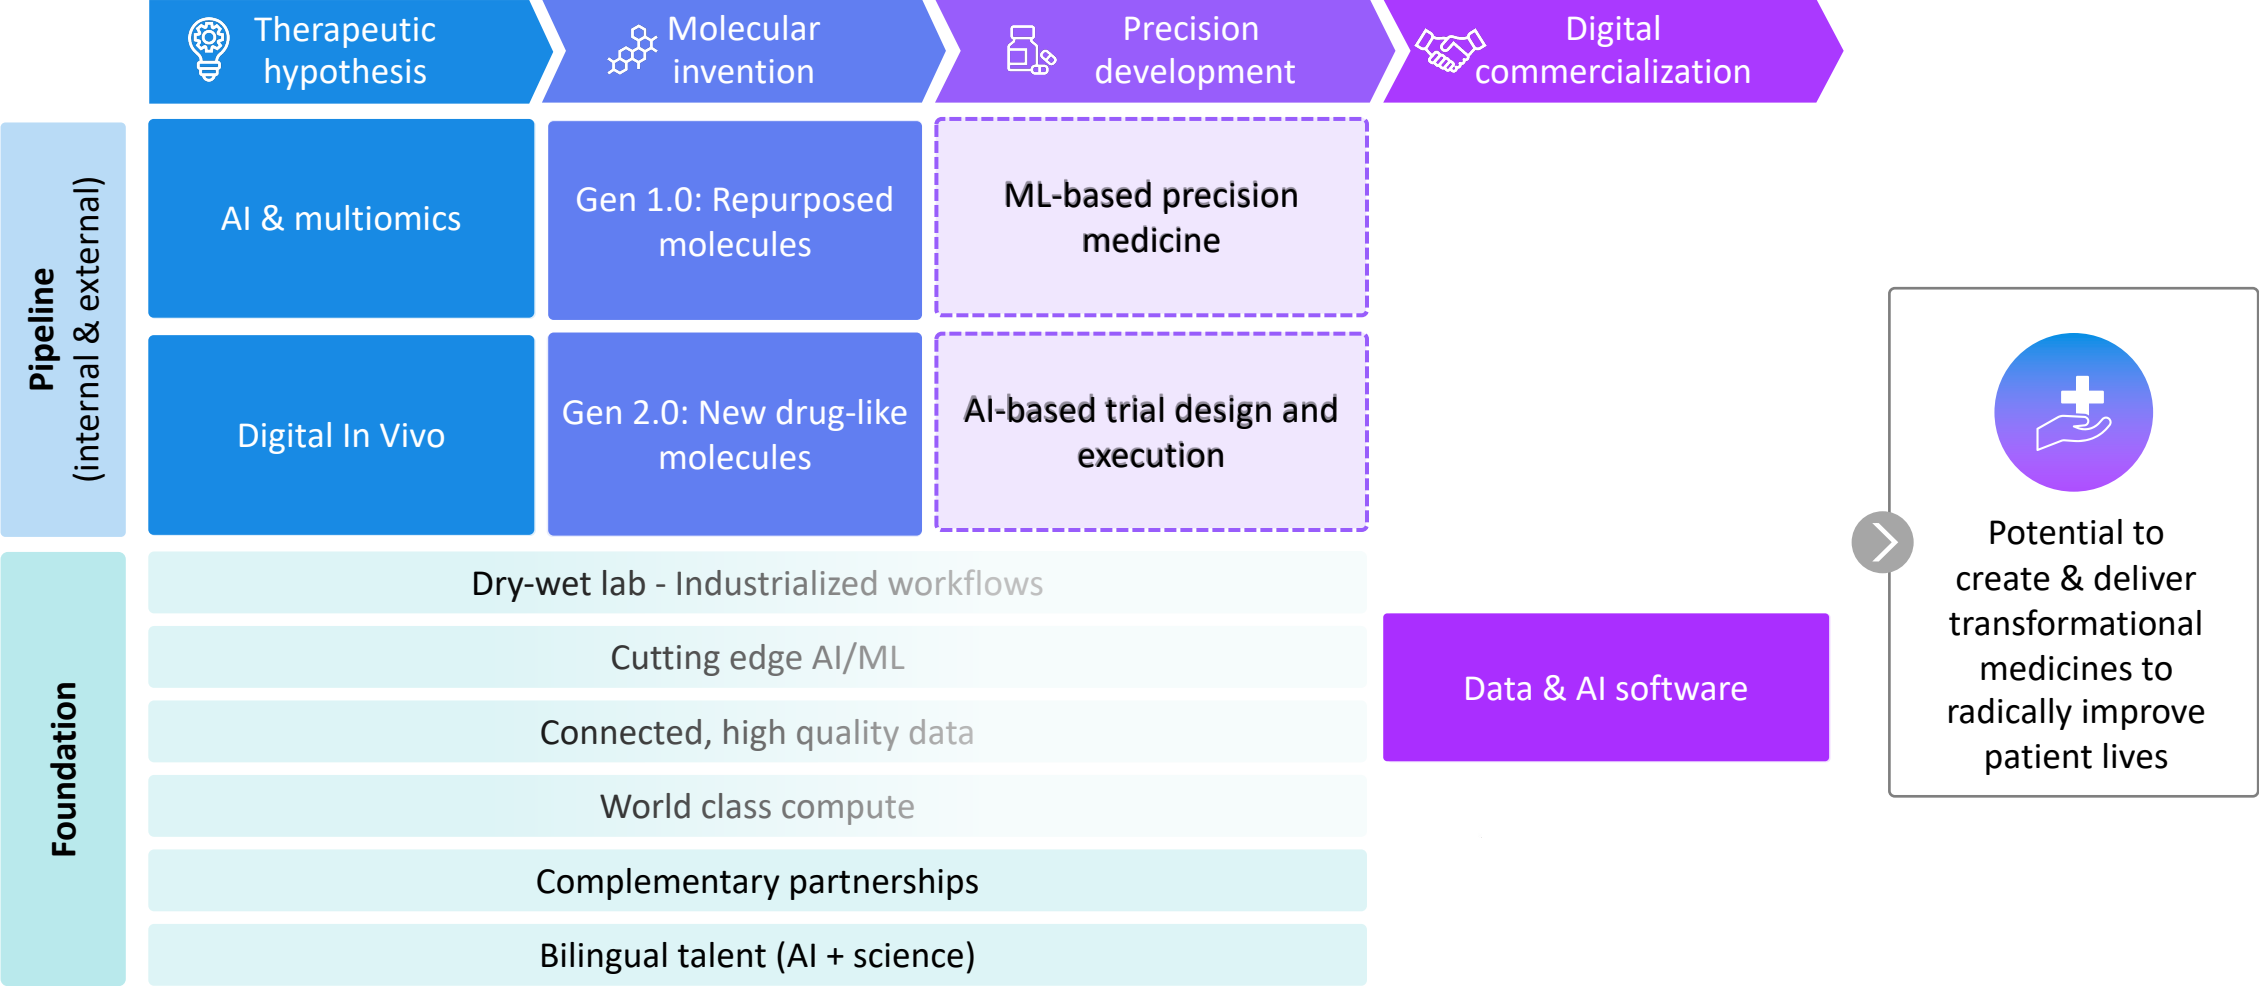 Therapeutic
hypothesis
Molecular
invention
Precision
development
Digital
commercialization
Pipeline
(internal & external)
AI & multiomics
Gen 1.0: Repurposed
molecules
ML-based precision
medicine
Digital In Vivo
Gen 2.0: New drug-like
molecules
AI-based trial design and
execution
Foundation
Dry-wet lab - Industrialized workflows
Cutting edge AI/ML
Connected, high quality data
World class compute
Complementary partnerships
Bilingual talent (AI + science)
Data & AI software
Potential to
create & deliver
transformational
medicines to
radically improve
patient lives